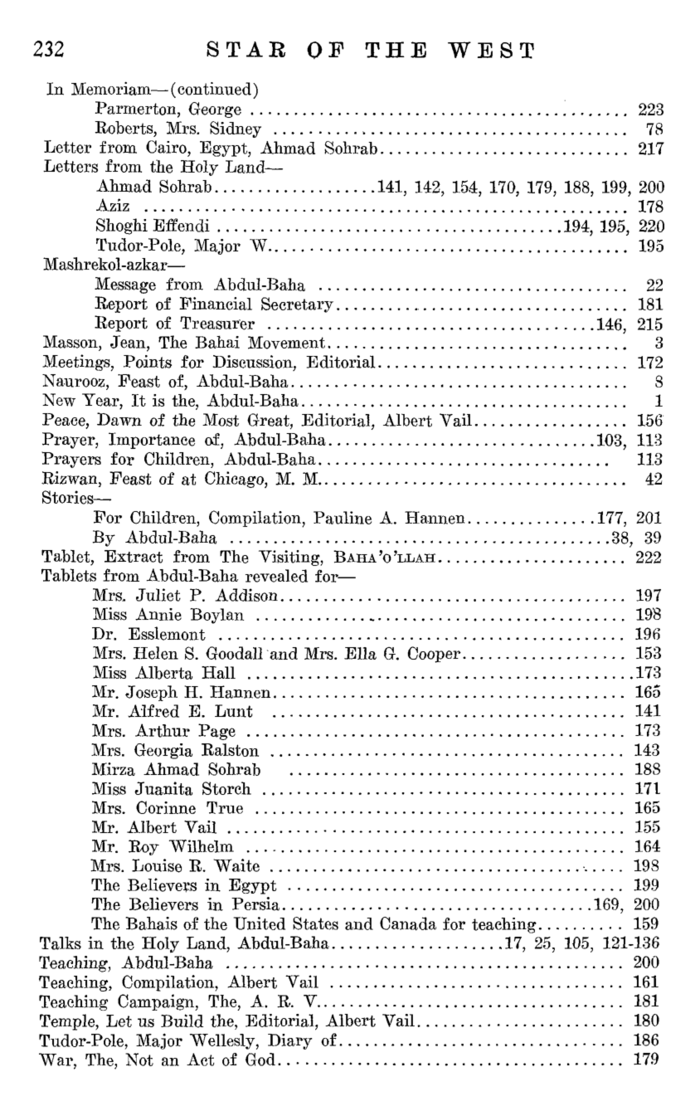 232 STAR OF THE WEST
In Memoriam—(continued)
Parmerton, George ........................................ 223
Roberts, Mrs. Sidney ...................................... 78
Letter from Cairo, Egypt, Ahmad Sohrab........................... 217
Letters from the Holy Land—
Ahmad Sohrab...................141, 142, 154, 170, 179, 188, 199, 200
Aziz .................................................... 178
Shoghi Effendi .....................................194, 195, 220
Tudor-Pole, Major W...................................... 195
Mashrekol-azkar—
Message from Abdul-Baha ................................. 22
Report of Financial Secretary............................... 181
Report of Treasurer ...................................146, 215
Masson, Jean, The Bahai Movement................................ 3
Meetings, Points for Discussion, Editorial........................... 172
Naurooz, Feast of, Abdul-Baha.................................... 8
New Year, It is the, Abdul-Baha................................... 1
Peace, Dawn of the Most Great, Editorial, Albert Vail................. 156
Prayer, Importance of, Abdul-Baha.............................103, 113
Prayers for Children, Abdul-Baha............................... 113
Rizwan, Feast of at Chicago, M. M................................. 42
Stories—
For Children, Compilation, Pauline A. Hannen..............177, 201
By Abdul-Baha .........................................38, 39
Tablet, Extract from The Visiting, BAHA'O'LLAH.................... 222
Tablets from Abdul-Baha revealed for—
Mrs. Juliet P. Addison..................................... 197
Miss Annie Boylan ........................................ 198
Dr. Esslemont ............................................ 196
Mrs. Helen S. Goodall and Mrs. Ella G. Cooper.................. 153
Miss Alberta Hall .........................................173
Mr. Joseph H. Hannen...................................... 165
Mr. Alfred E. Lunt ...................................... 141
Mrs. Arthur Page ......................................... 173
Mrs. Georgia Ralston ...................................... 143
Mirza Ahmad Sohrab .................................... 188
Miss Juanita Storch ....................................... 171
Mrs. Corinne True ........................................ 165
Mr. Albert Vail ........................................... 155
Mr. Roy Wilhelm ......................................... 164
Mrs. Louise R. Waite ...................................... 198
The Believers in Egypt .................................... 199
The Believers in Persia.................................169, 200
The Bahais of the United States and Canada for teaching.......... 159
Talks in the Holy Land, Abdul-Baha..................17, 25, 105, 121-136
Teaching, Abdul-Baha ........................................... 200
Teaching, Compilation, Albert Vail ................................ 161
Teaching Campaign, The, A. R. V.................................. 181
Temple, Let us Build the, Editorial, Albert Vail....................... 180
Tudor-Pole, Major Wellesly, Diary of............................... 186
War, The, Not an Act of God...................................... 179